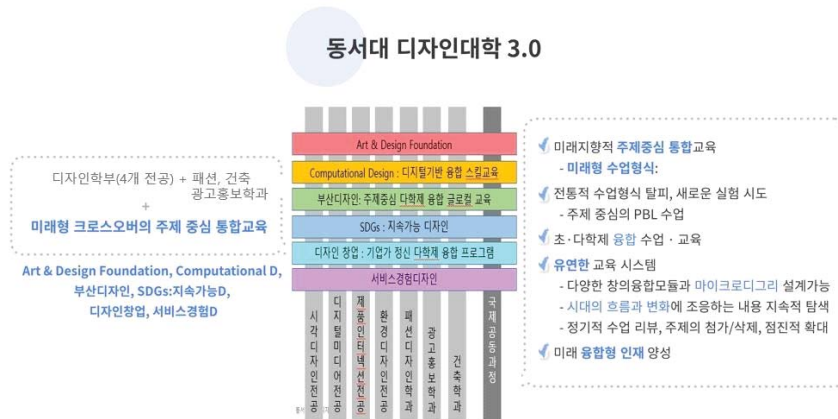 동서대 디자인대학 3.0
디자인학부(4개 전공) + 패션, 건축
광고홍보학과
+
미래형 크로스오버의 주제 중심 통합교육
Art & Design Foundation, Computational D,
부산디자인, SDGs:지속가능D,
디자인창업, 서비스경험D
Art & Design Foundation
Computational Design : 디지털기반 융합 스킬교육
부산디자인: 주제중심 다학제 융합 글로컬 교육
SDGs : 지속가능 디자인
디자인 창업 : 기업가 정신 다학제 융합 프로그램
서비스경험디자인
시각디자인전공
디지털미디어전공
제품인터넥션전공
환경디자인전공
패션디자인학과
광고홍보학과
건축학과
국제공동과정
미래지향적 주제중심 통합교육
- 미래형 수업형식:
전통적 수업형식 탈피, 새로운 실험 시도
- 주제 중심의 PBL 수업
초·다학제 융합 수업 · 교육
유연한 교육 시스템
- 다양한 창의융합모듈과 마이크로디그리 설계가능
- 시대의 흐름과 변화에 조응하는 내용 지속적 탐색
- 정기적 수업 리뷰, 주제의 첨가/삭제, 점진적 확대
미래 융합형 인재 양성